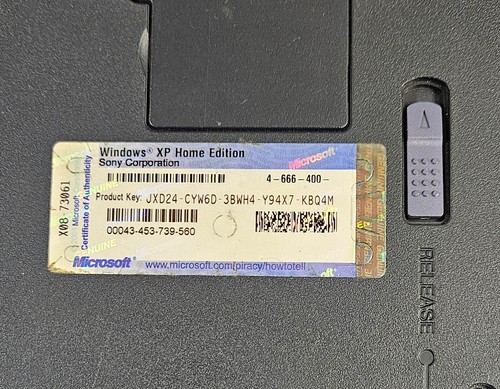 Windows® XP Home Edition
Sony Corporation
Microsoft
4-666-400-
Product Key: JXD24-CYW6D-3BWH4-Y94X7-KBQ4M
00043-453-739-560
Microsoft®
www.microsoft.com/piracy/howtotell
X08-73061
Certificate of Authenticity
GENUINE
RELEASE